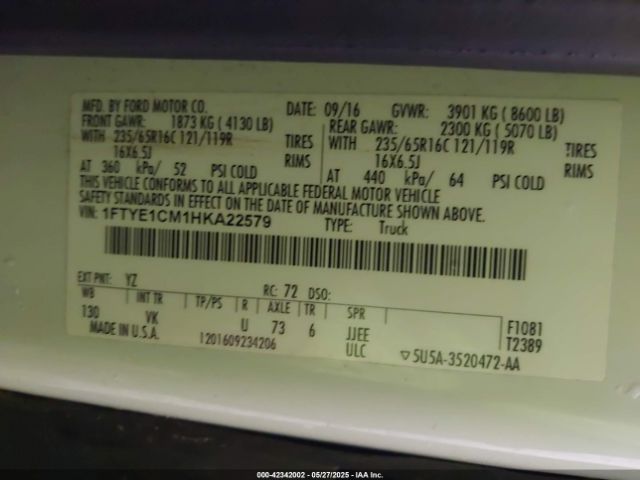 MFD. BY FORD MOTOR CO. DATE: 09/16 GVWR: 3901 KG ( 8600 LB)
FRONT GAWR: 1873 KG ( 4130 LB) REAR GAWR: 2300 KG ( 5070 LB)
WITH 235/65R16C 121/119R TIRES WITH 235/65R16C 121/119R TIRES
16X6.5J RIMS 16X6.5J RIMS
AT 360 kPa/ 52 PSI COLD AT 440 kPa/ 64 PSI COLD
THIS VEHICLE CONFORMS TO ALL APPLICABLE FEDERAL MOTOR VEHICLE
SAFETY STANDARDS IN EFFECT ON THE DATE OF MANUFACTURE SHOWN ABOVE.
VIN: 1FTYE1CM1HKA22579 TYPE: Truck
EXT PNT: YZ RC: 72 DSO:
WB INT TR TP/PS R AXLE TR SPR
130 VK U 73 6 JJEE F1081
MADE IN U.S.A. 1201609234206 ULC ▽5U5A-3520472-AA T2389
000-42342002 - 05/27/2025 - IAA Inc.